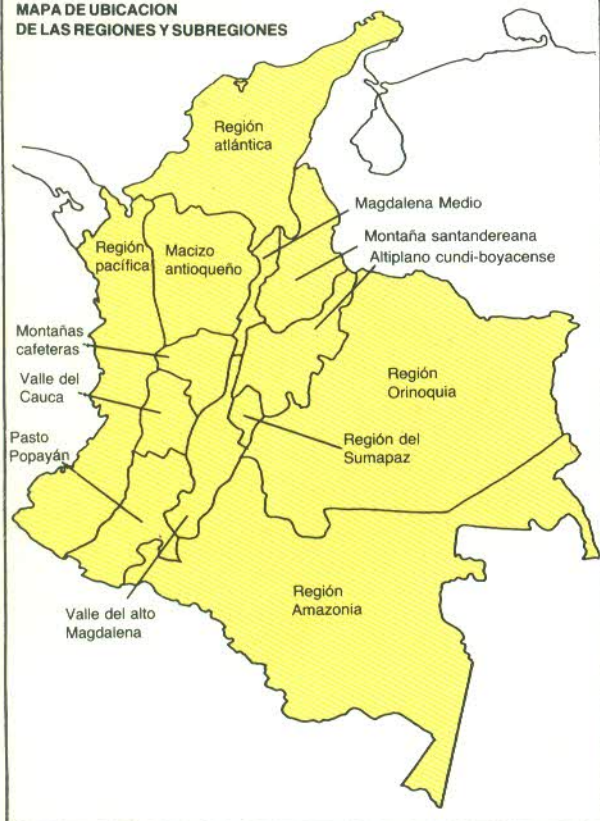 MAPA DE UBICACION
DE LAS REGIONES Y SUBREGIONES
Región
atlántica
Magdalena Medio
Montaña santandereana
Altiplano cundi-boyacense
Región
pacífica
Macizo
antioqueño
Montañas
cafeteras
Valle del
Cauca
Región
Orinoquia
Pasto
Popayán
Región del
Sumapaz
Región
Amazonia
Valle del alto
Magdalena